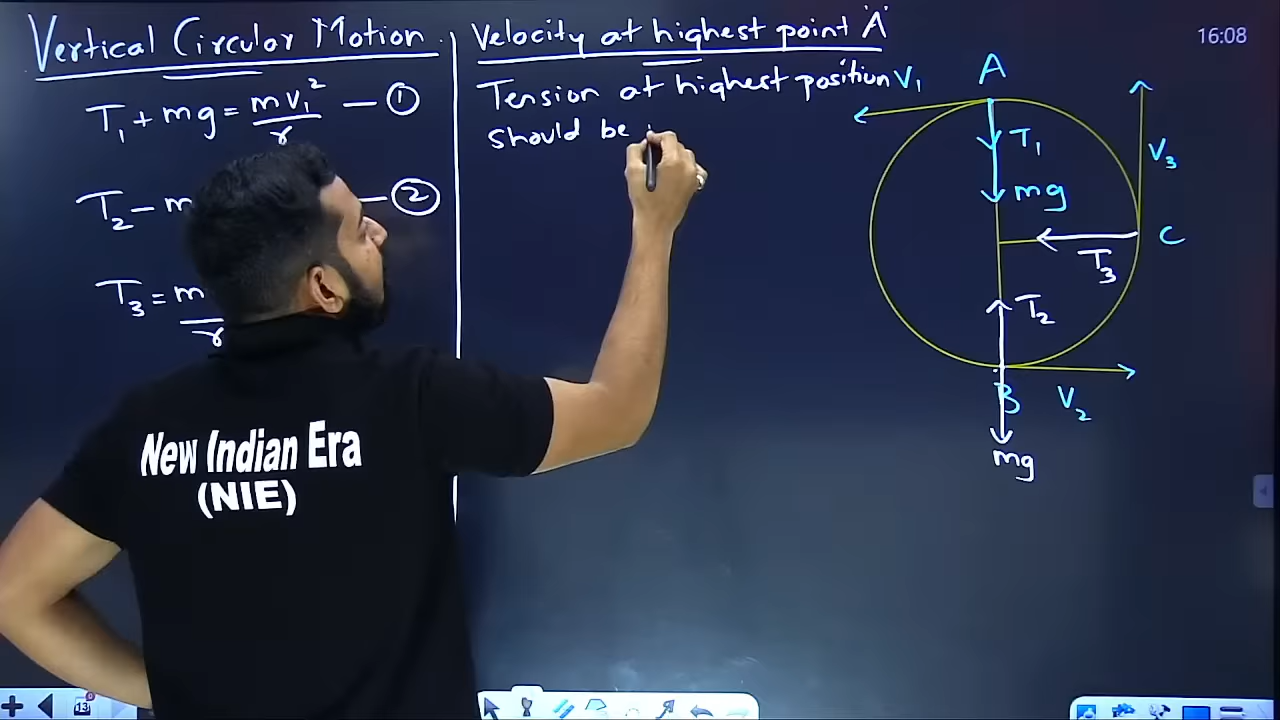 Vertical Circular Motion
T₁ + mg = mv₁²/r — ①
T₂ – m — ②
T₃ = m/r
Velocity at highest point 'A'
Tension at highest position
should be
16:08
A
V₁
T₁
mg
V₃
C
T₃
T₂
B
V₂
mg
New Indian Era
(NIE)
13